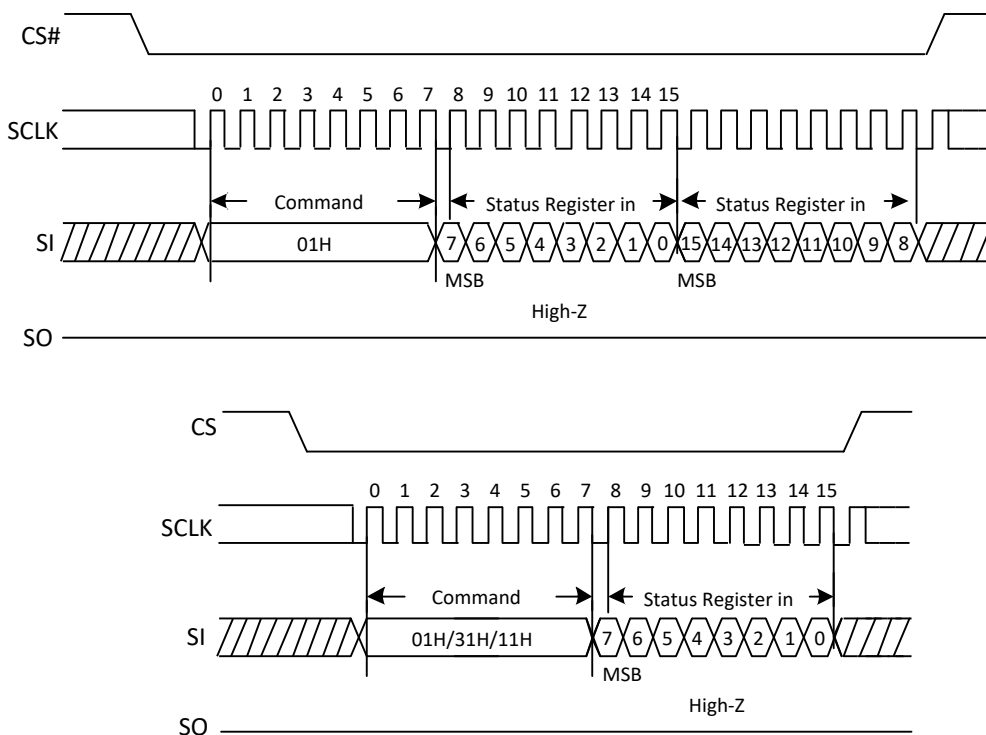 CS#
0 1 2 3 4 5 6 7 8 9 10 11 12 13 14 15
SCLK
Command Status Register in Status Register in
SI 01H 7 6 5 4 3 2 1 0 15 14 13 12 11 10 9 8
MSB MSB
High-Z
SO
CS
0 1 2 3 4 5 6 7 8 9 10 11 12 13 14 15
SCLK
Command Status Register in
SI 01H/31H/11H 7 6 5 4 3 2 1 0
MSB
High-Z
SO